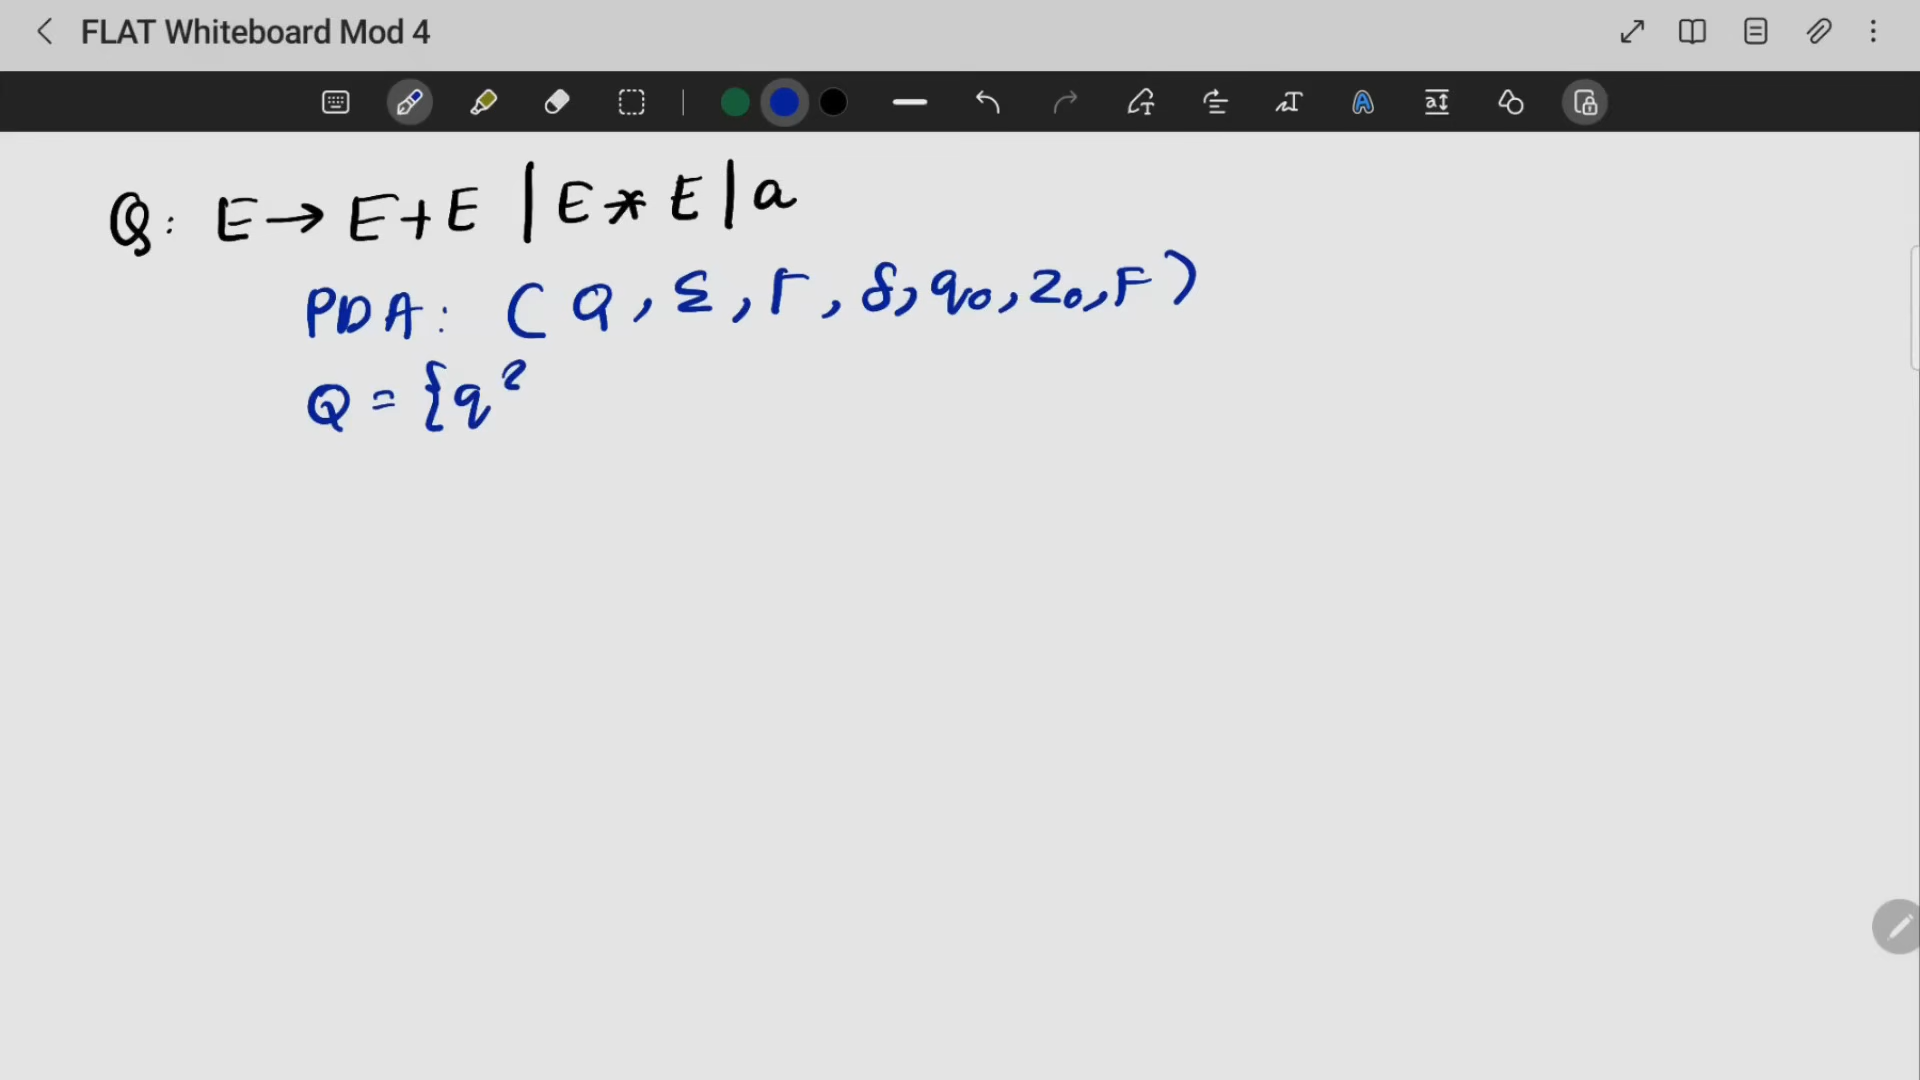 FLAT Whiteboard Mod 4
Q: E → E+E | E * E | a
PDA: (Q, Σ, Γ, δ, q₀, z₀, F)
Q = {q